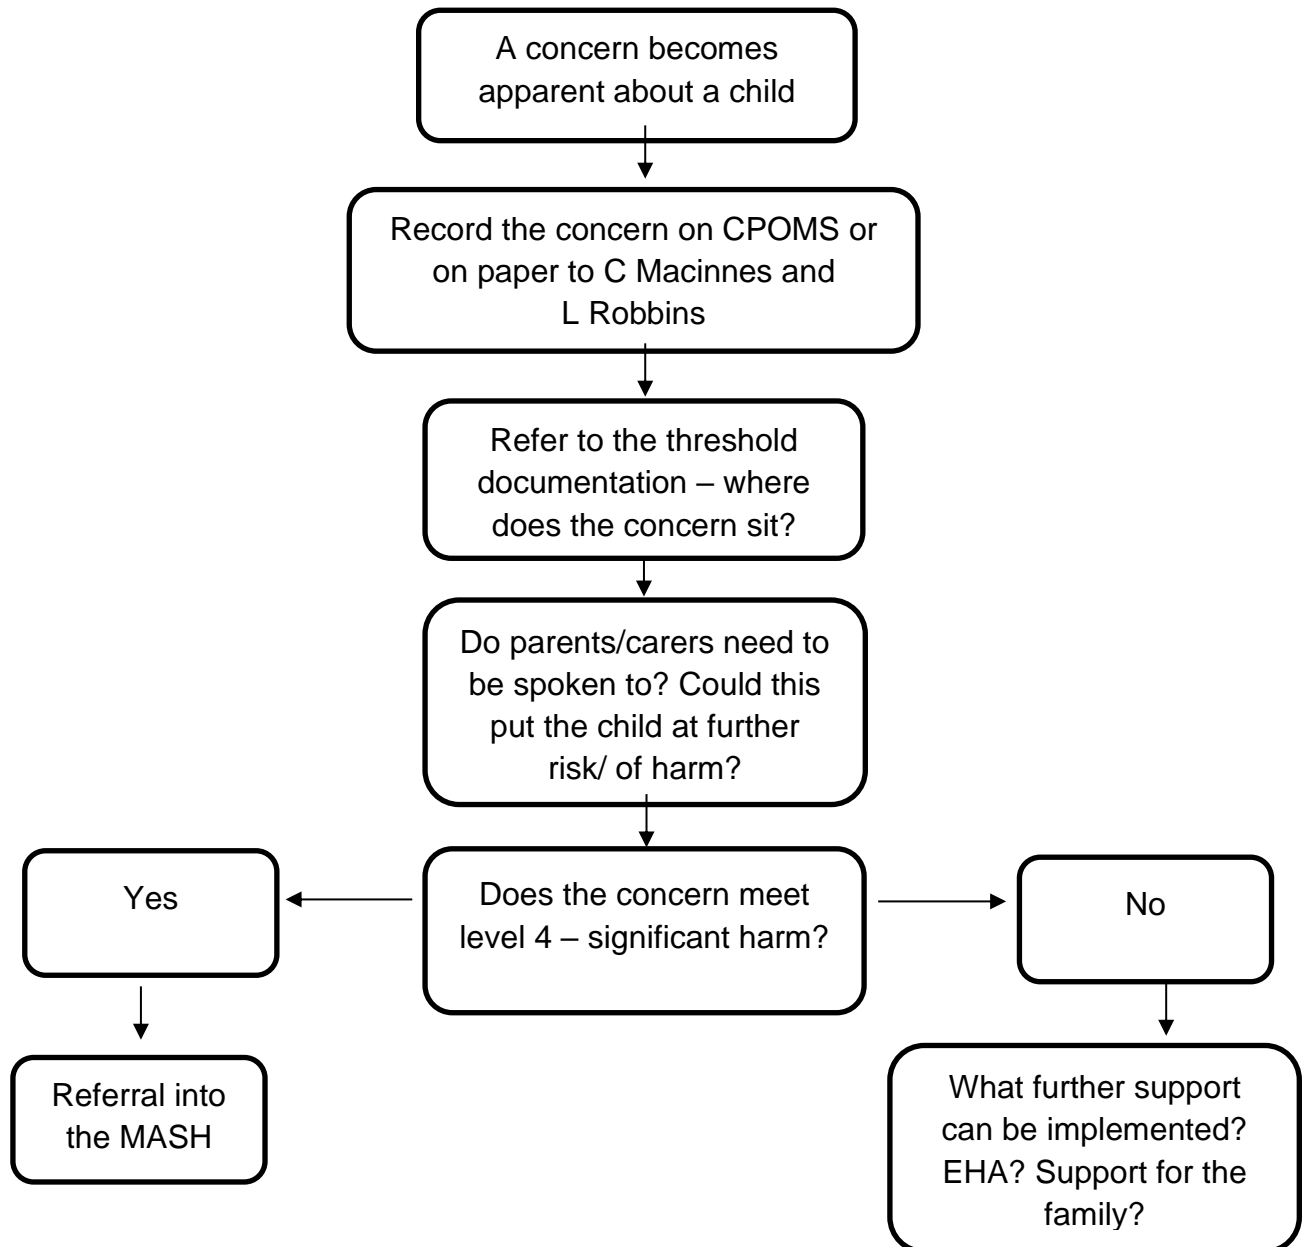 A concern becomes
apparent about a child
Record the concern on CPOMS or
on paper to C Macinnes and
L Robbins
Refer to the threshold
documentation – where
does the concern sit?
Do parents/carers need to
be spoken to? Could this
put the child at further
risk/ of harm?
Yes
Does the concern meet
level 4 – significant harm?
No
Referral into
the MASH
What further support
can be implemented?
EHA? Support for the
family?